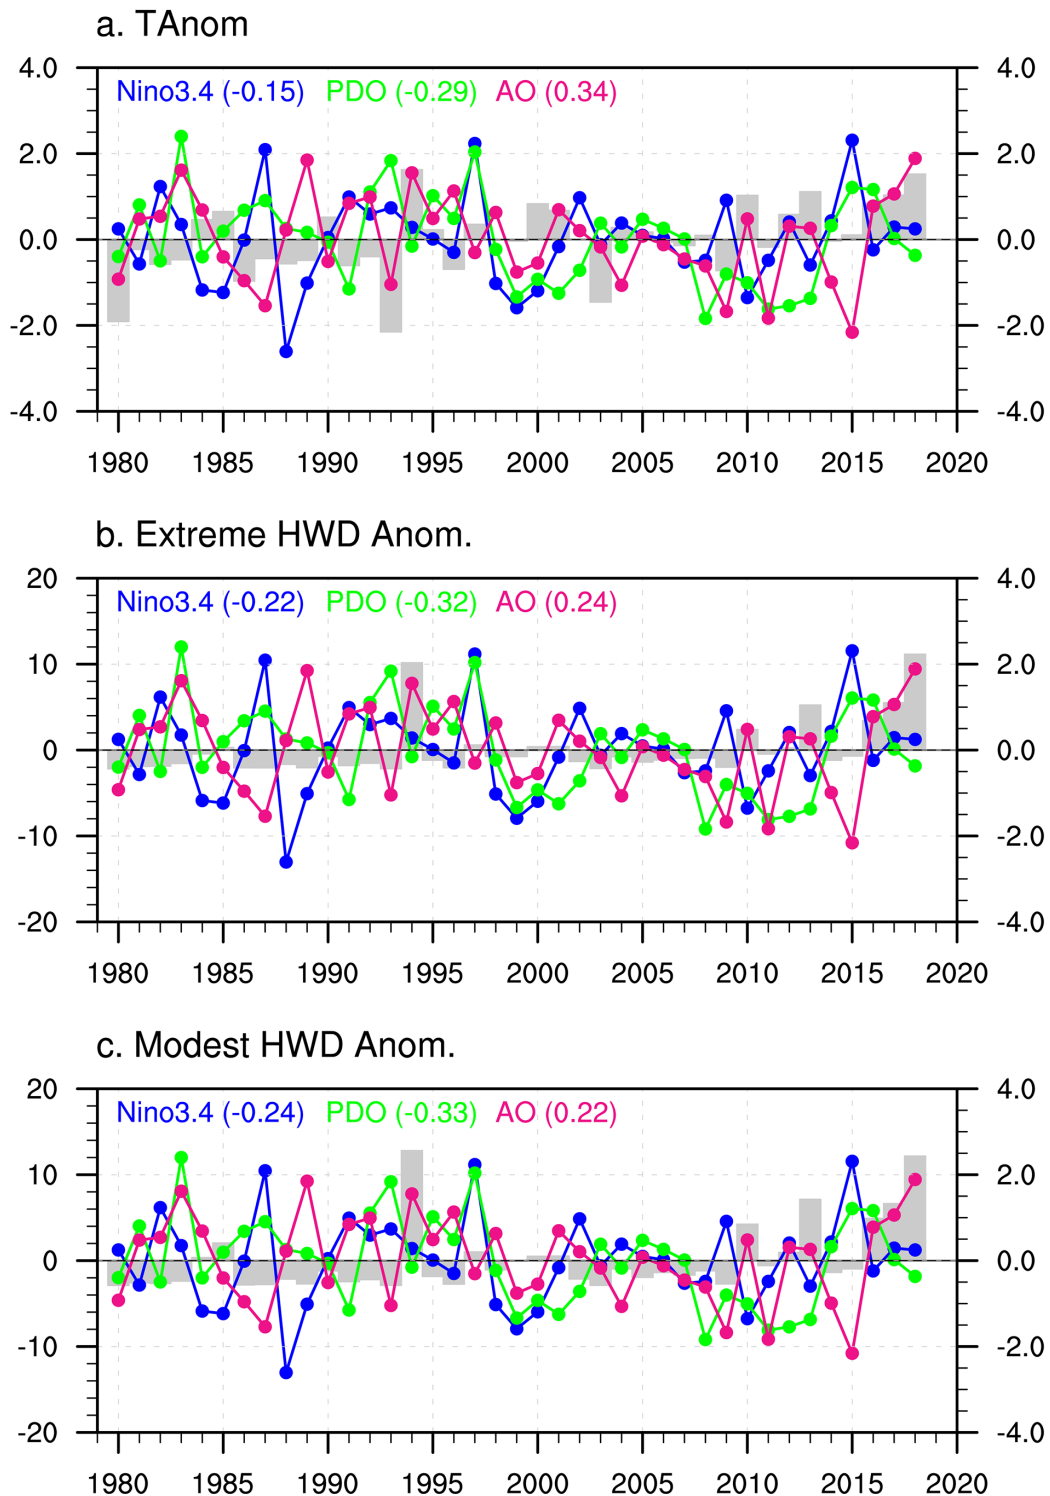 a. TAnom
Nino3.4 (-0.15) PDO (-0.29) AO (0.34)
4.0 4.0
2.0 2.0
0.0 0.0
-2.0 -2.0
-4.0 -4.0
1980 1985 1990 1995 2000 2005 2010 2015 2020
b. Extreme HWD Anom.
Nino3.4 (-0.22) PDO (-0.32) AO (0.24)
20 4.0
10 2.0
0 0.0
-10 -2.0
-20 -4.0
1980 1985 1990 1995 2000 2005 2010 2015 2020
c. Modest HWD Anom.
Nino3.4 (-0.24) PDO (-0.33) AO (0.22)
20 4.0
10 2.0
0 0.0
-10 -2.0
-20 -4.0
1980 1985 1990 1995 2000 2005 2010 2015 2020